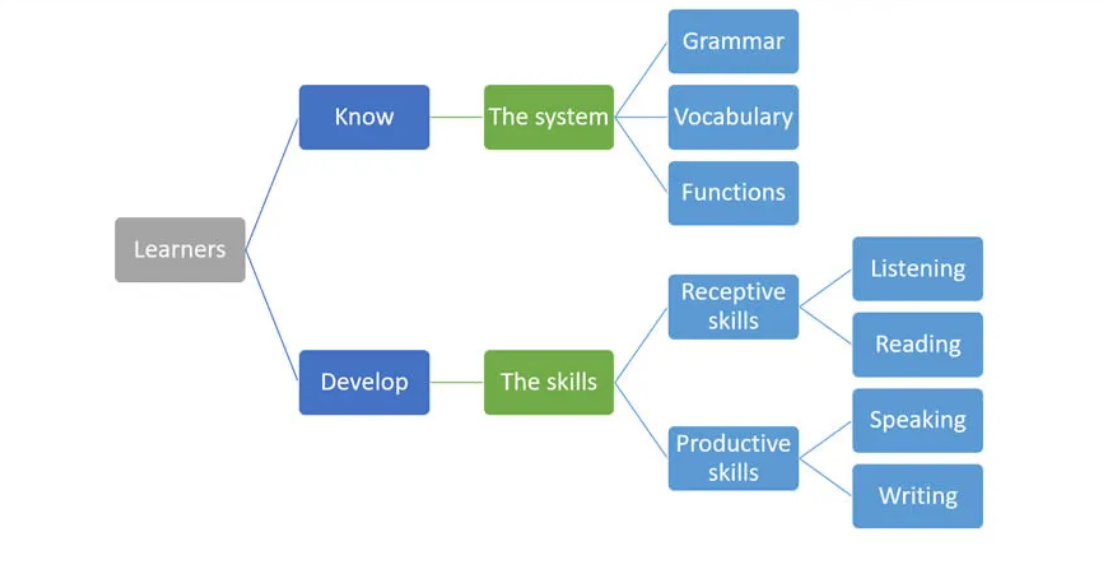 Learners
Know
The system
Grammar
Vocabulary
Functions
Develop
The skills
Receptive
skills
Listening
Reading
Productive
skills
Speaking
Writing